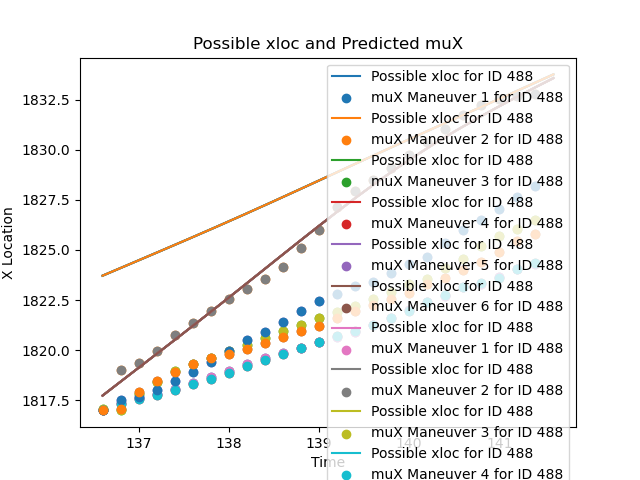 Possible xloc and Predicted muX
X Location
1832.5
1830.0
1827.5
1825.0
1822.5
1820.0
1817.5
137
138
139
140
141
Time
Possible xloc for ID 488
muX Maneuver 1 for ID 488
Possible xloc for ID 488
muX Maneuver 2 for ID 488
Possible xloc for ID 488
muX Maneuver 3 for ID 488
Possible xloc for ID 488
muX Maneuver 4 for ID 488
Possible xloc for ID 488
muX Maneuver 5 for ID 488
Possible xloc for ID 488
muX Maneuver 6 for ID 488
Possible xloc for ID 488
muX Maneuver 1 for ID 488
Possible xloc for ID 488
muX Maneuver 2 for ID 488
Possible xloc for ID 488
muX Maneuver 3 for ID 488
Possible xloc for ID 488
muX Maneuver 4 for ID 488